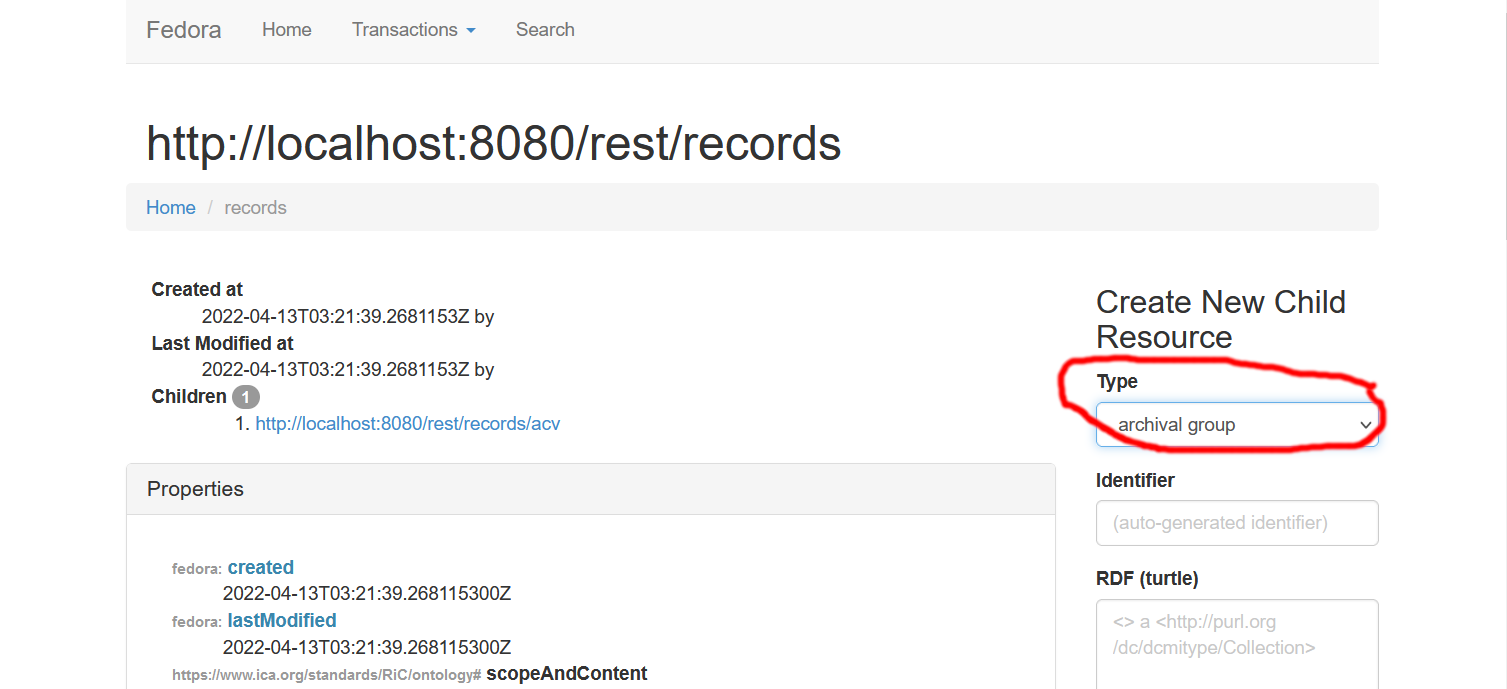 Fedora Home Transactions Search
http://localhost:8080/rest/records
Home / records
Created at
2022-04-13T03:21:39.2681153Z by
Last Modified at
2022-04-13T03:21:39.2681153Z by
Children 1
1. http://localhost:8080/rest/records/acv
Properties
fedora: created
2022-04-13T03:21:39.268115300Z
fedora: lastModified
2022-04-13T03:21:39.268115300Z
https://www.ica.org/standards/RiC/ontology# scopeAndContent
Create New Child
Resource
Type
archival group
Identifier
(auto-generated identifier)
RDF (turtle)
<> a <http://purl.org
/dc/dcmitype/Collection>